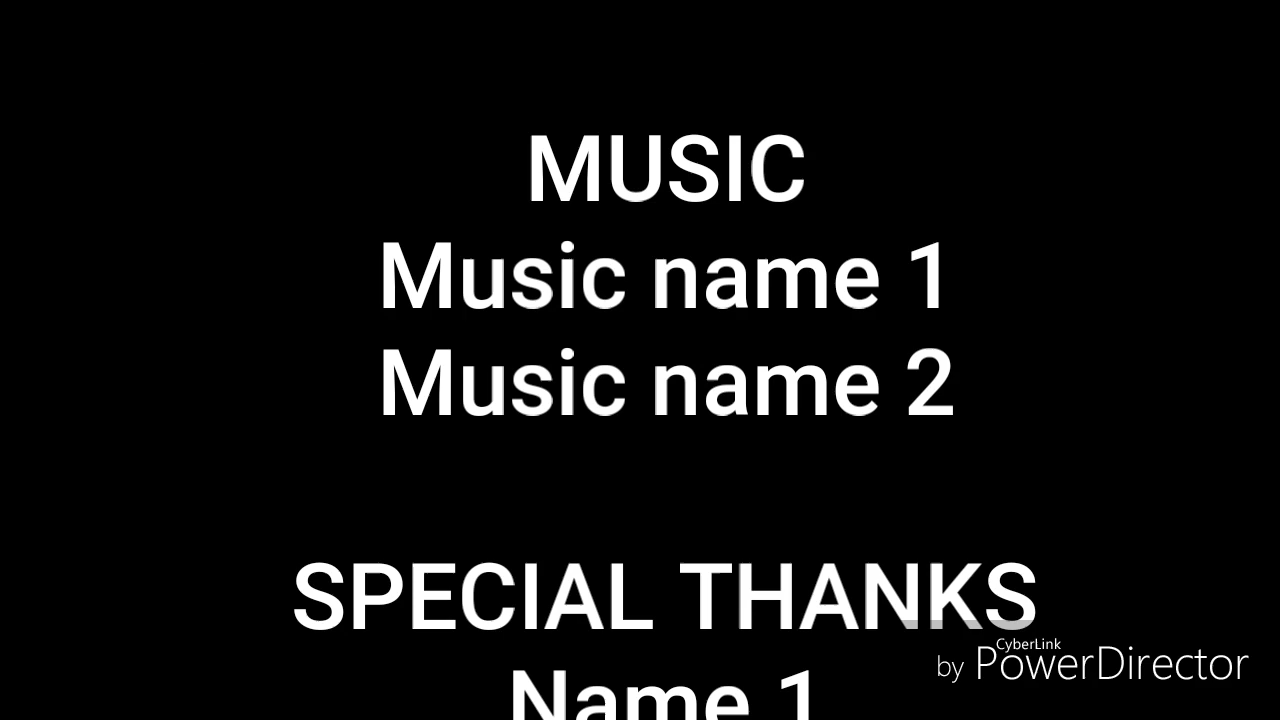 MUSIC
Music name 1
Music name 2
SPECIAL THANKS
Name 1
CyberLink
by PowerDirector